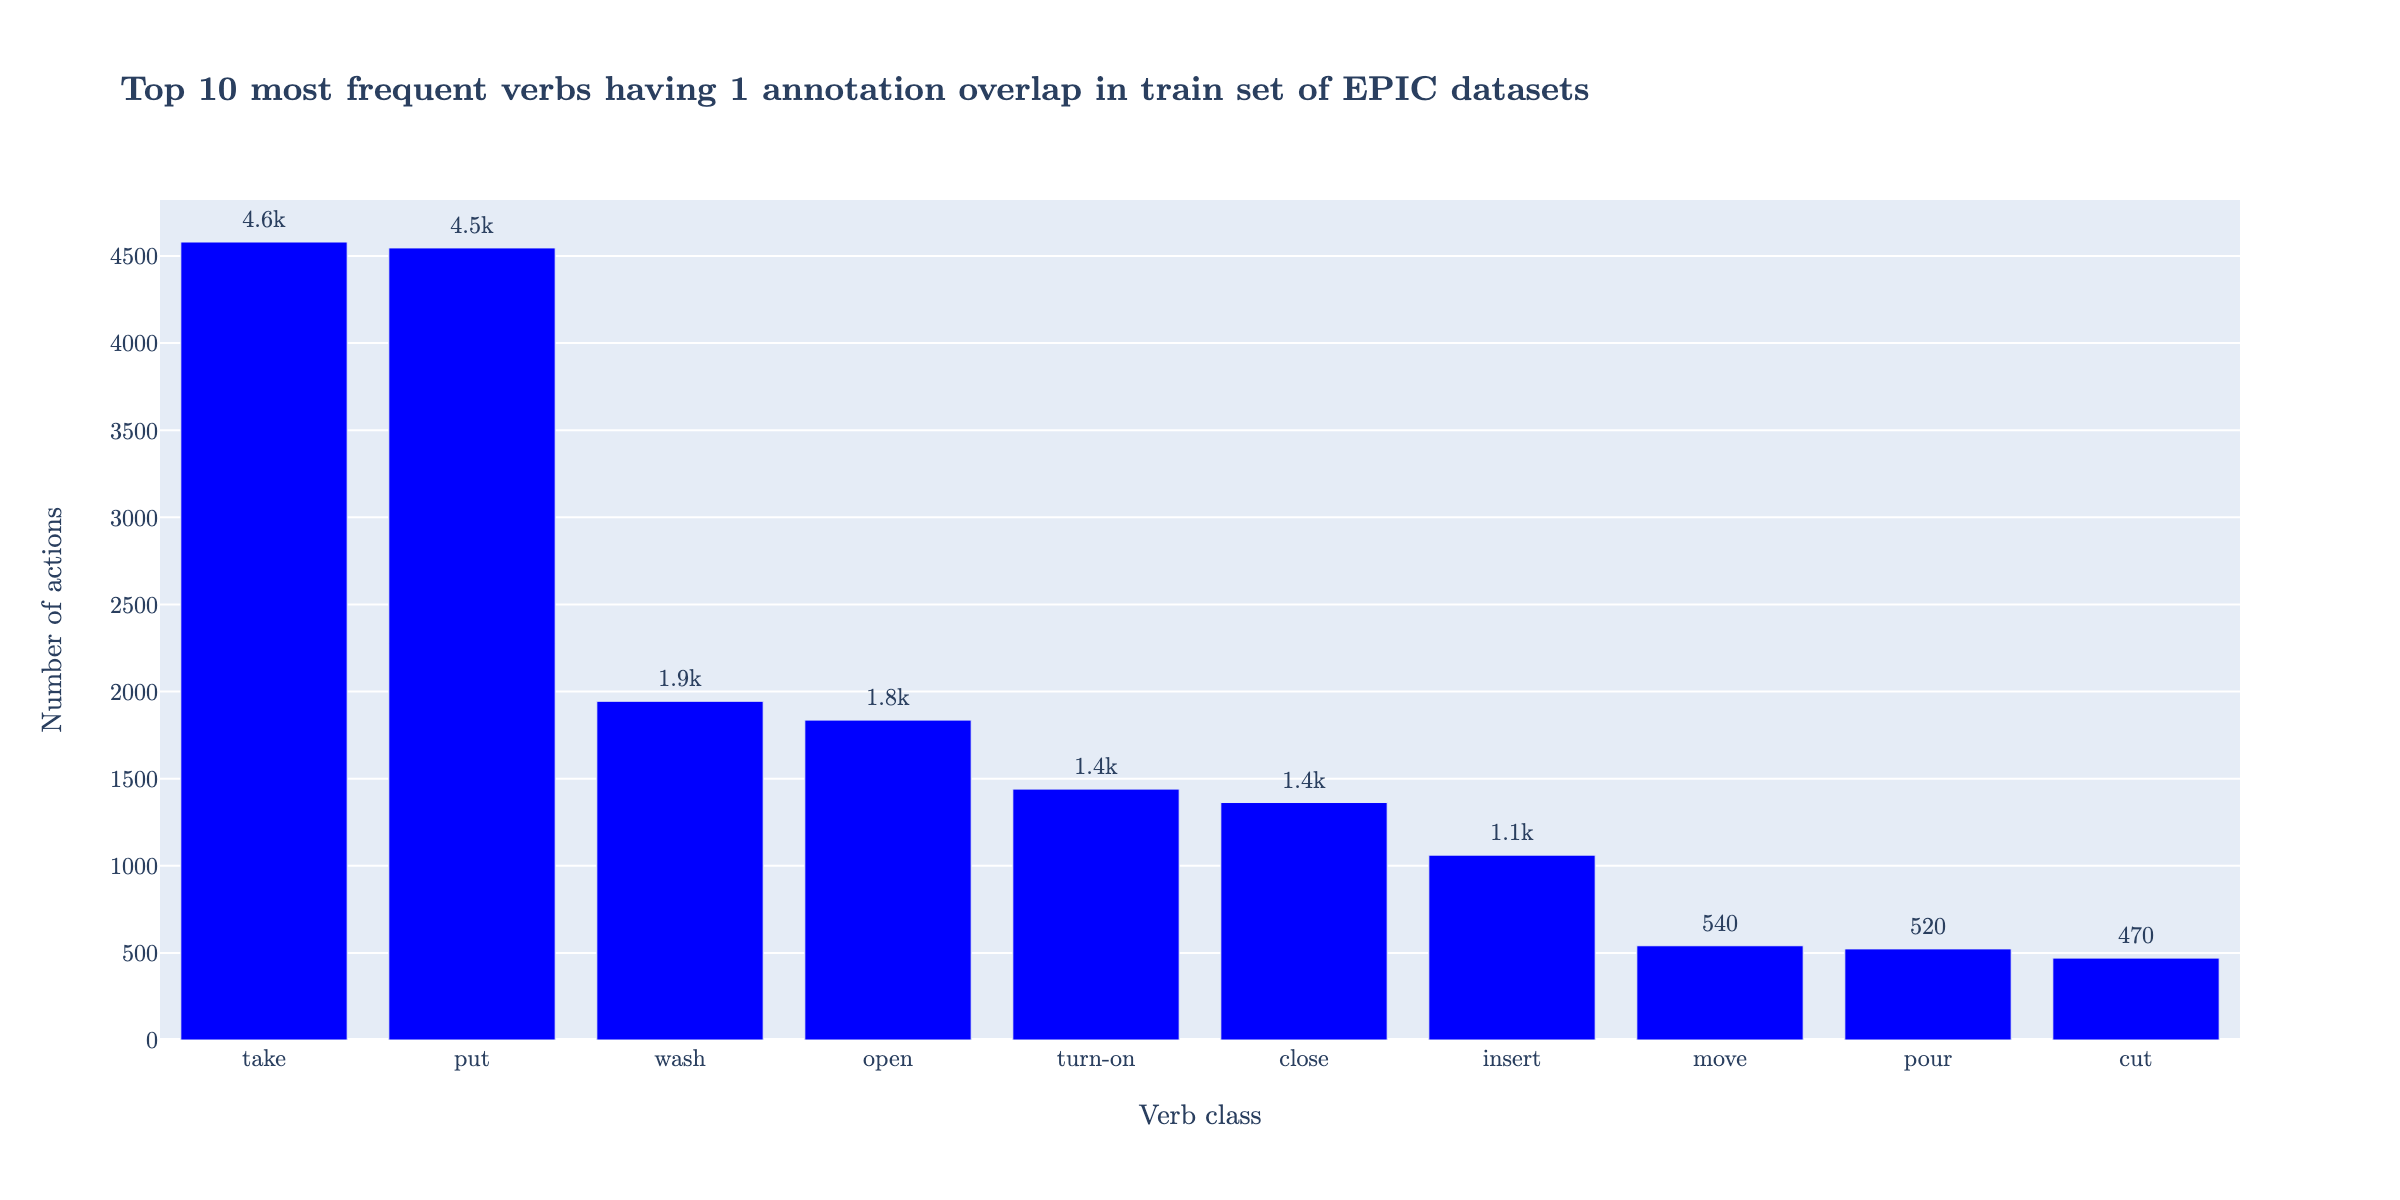 Top 10 most frequent verbs having 1 annotation overlap in train set of EPIC datasets
4.6k
4.5k
1.9k
1.8k
1.4k
1.4k
1.1k
540
520
470
4500
4000
3500
3000
2500
2000
1500
1000
500
0
Number of actions
take put wash open turn-on close insert move pour cut
Verb class